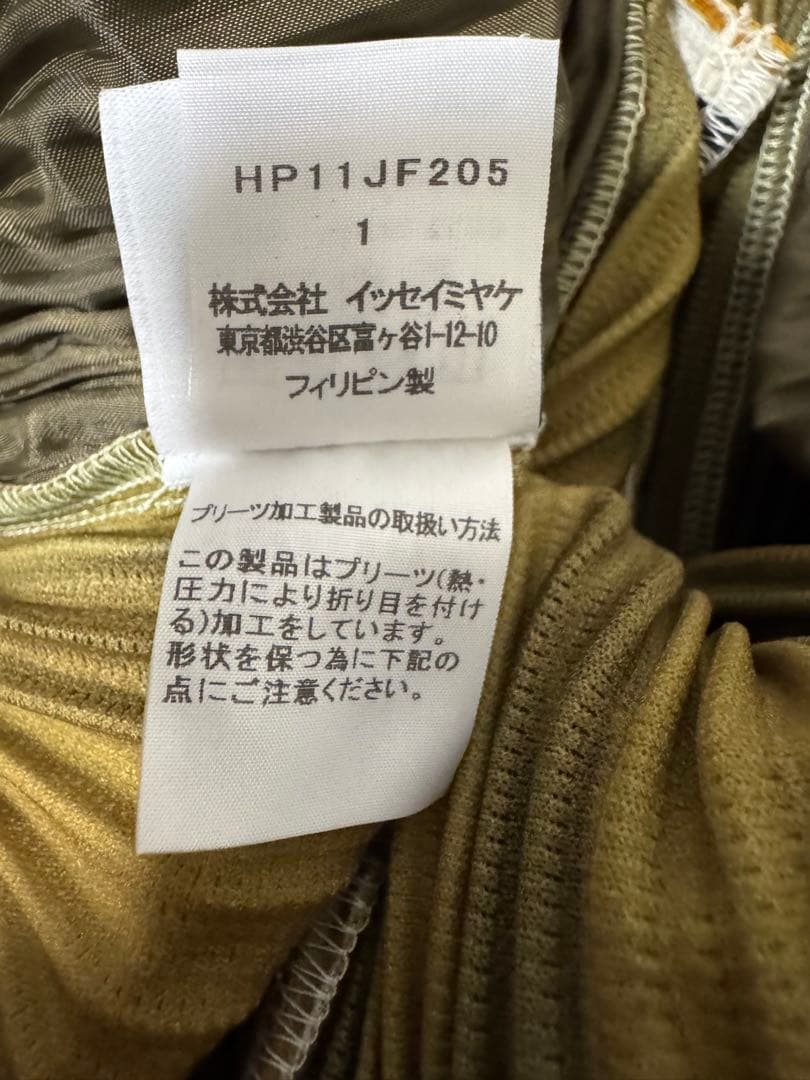 HP11JF205
1
株式会社 イッセイミヤケ
東京都渋谷区富ヶ谷1-12-10
フィリピン製
プリーツ加工製品の取扱い方法
この製品はプリーツ(熱・
圧力により折り目を付け
る)加工をしています。
形状を保つ為に下記の
点にご注意ください。